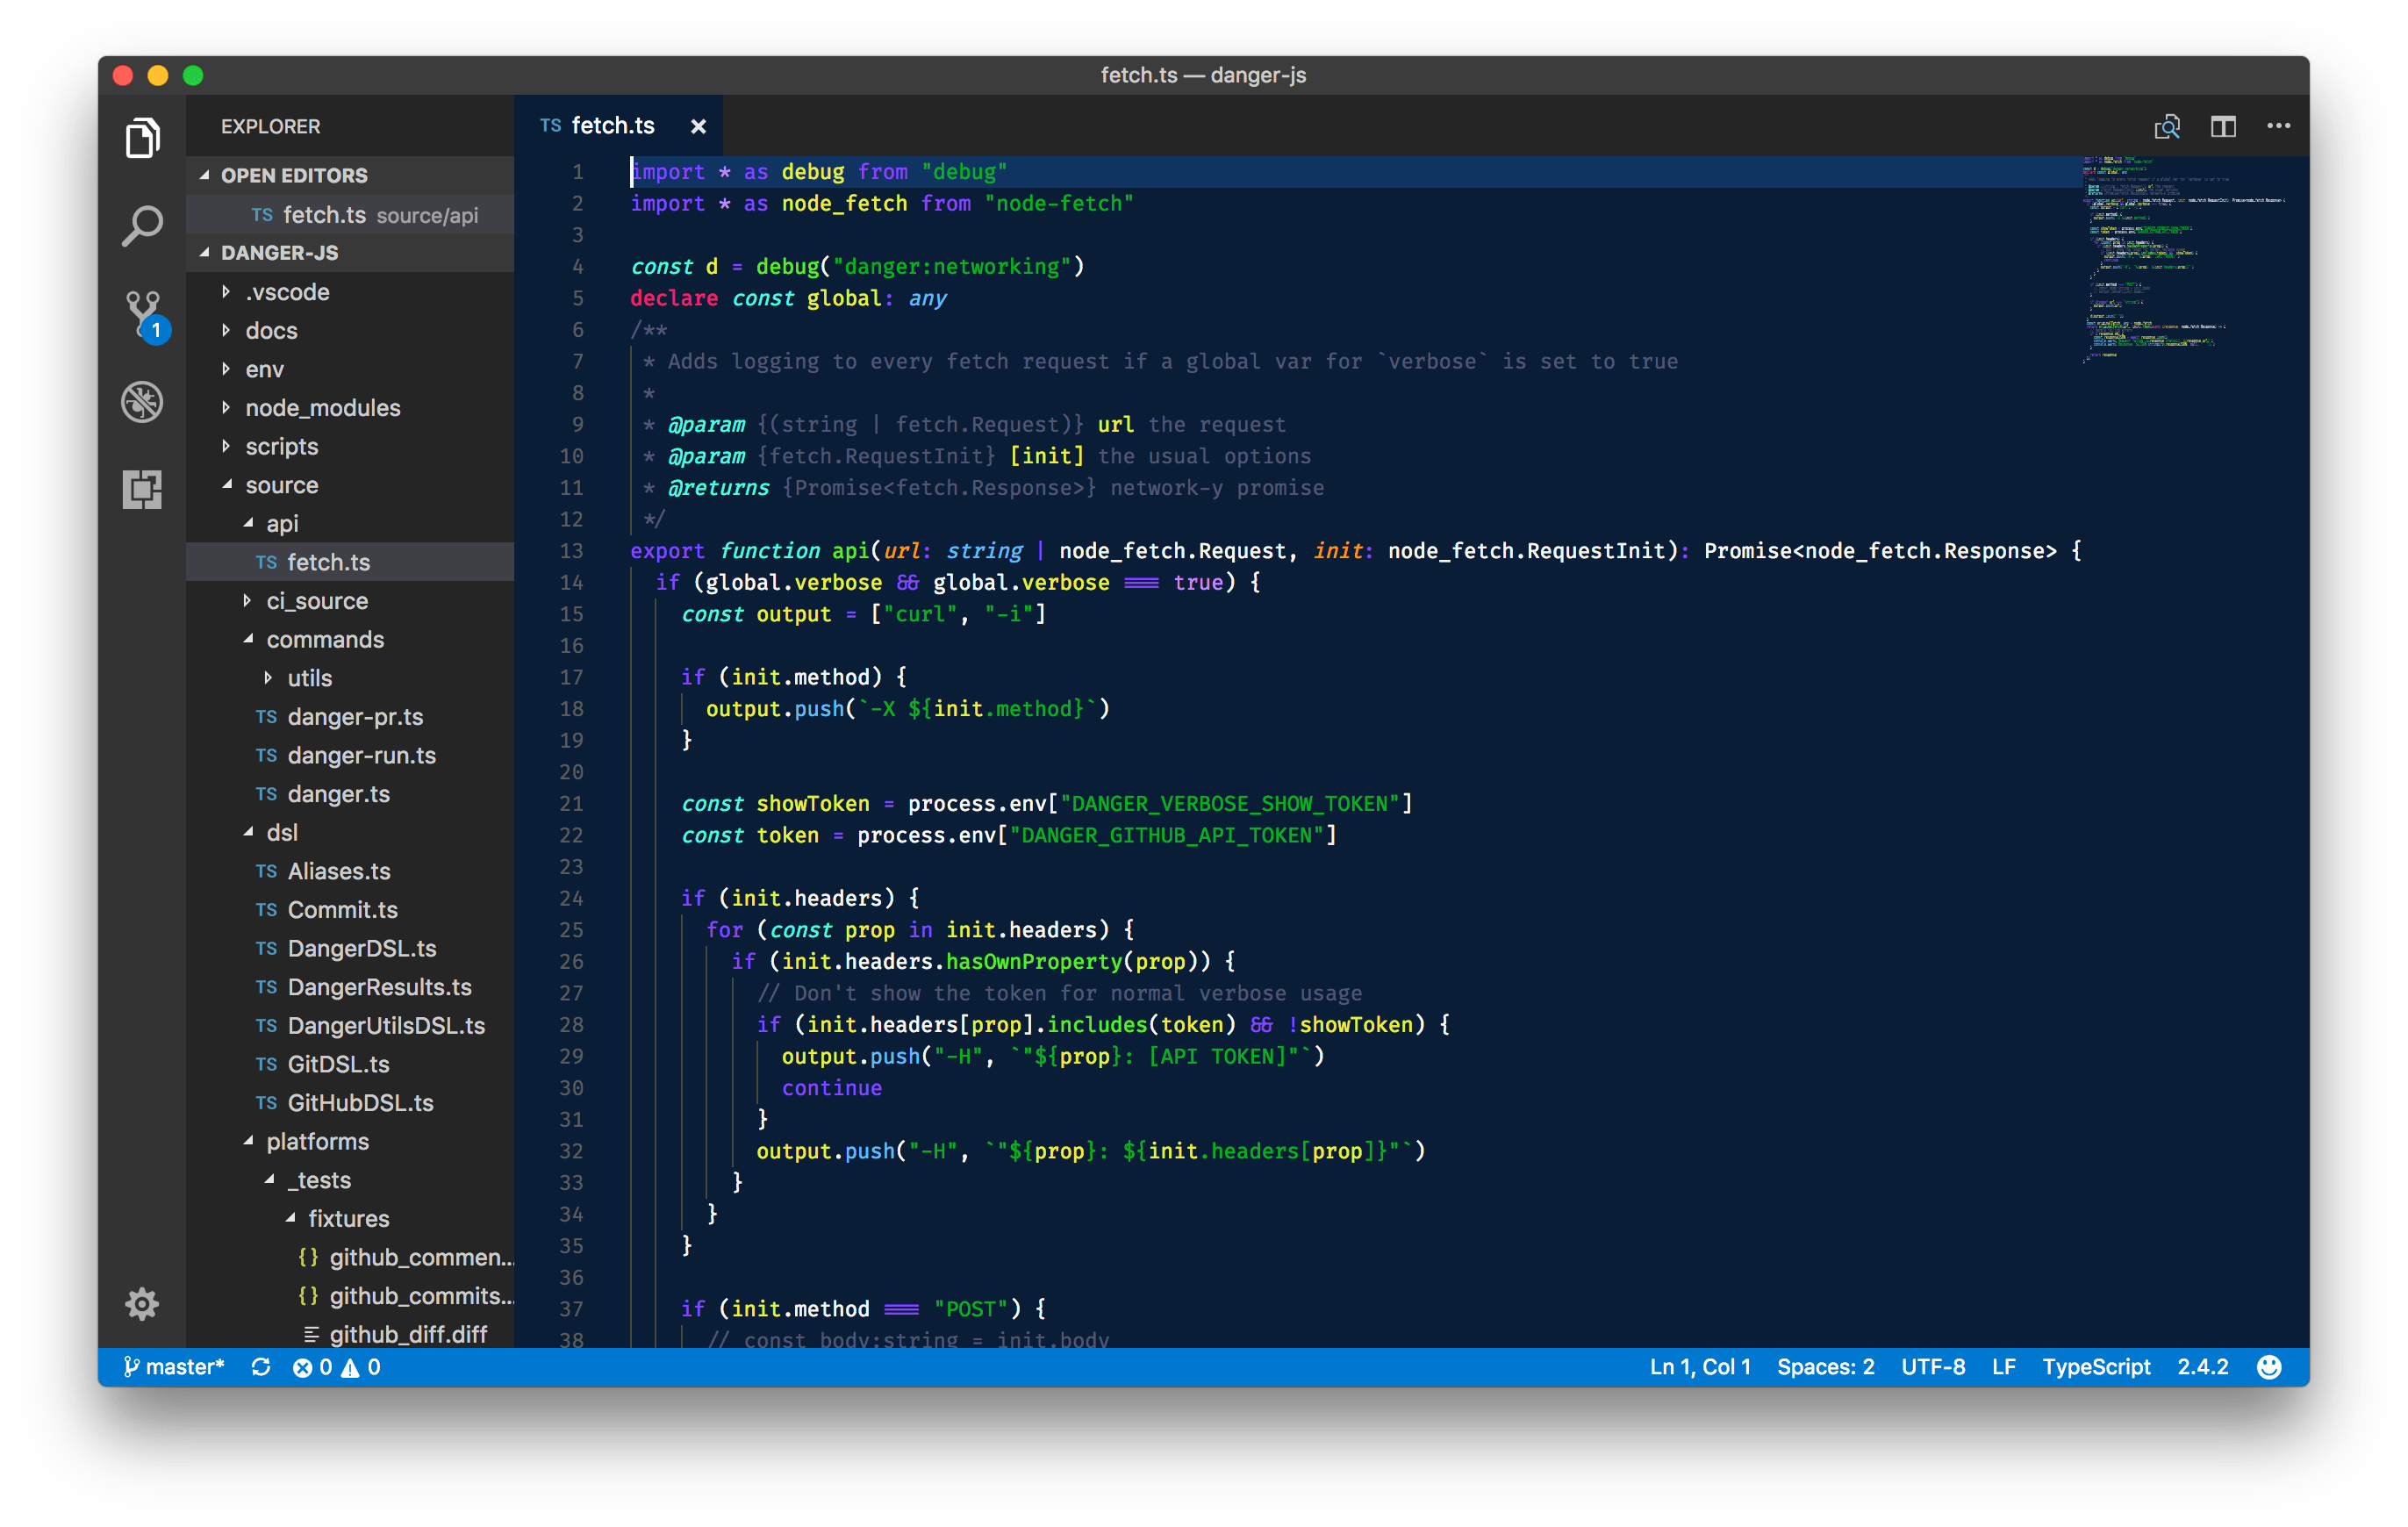 fetch.ts — danger-js
EXPLORER
OPEN EDITORS
TS fetch.ts source/api
DANGER-JS
.vscode
docs
env
node_modules
scripts
source
api
TS fetch.ts
ci_source
commands
utils
TS danger-pr.ts
TS danger-run.ts
TS danger.ts
dsl
TS Aliases.ts
TS Commit.ts
TS DangerDSL.ts
TS DangerResults.ts
TS DangerUtilsDSL.ts
TS GitDSL.ts
TS GitHubDSL.ts
platforms
_tests
fixtures
{} github_commen...
{} github_commits...
github_diff.diff
1
TS fetch.ts ×
1 import * as debug from "debug"
2 import * as node_fetch from "node-fetch"
3
4 const d = debug("danger:networking")
5 declare const global: any
6 /**
7 * Adds logging to every fetch request if a global var for `verbose` is set to true
8 *
9 * @param {(string | fetch.Request)} url the request
10 * @param {fetch.RequestInit} [init] the usual options
11 * @returns {Promise<fetch.Response>} network-y promise
12 */
13 export function api(url: string | node_fetch.Request, init: node_fetch.RequestInit): Promise<node_fetch.Response> {
14 if (global.verbose && global.verbose === true) {
15 const output = ["curl", "-i"]
16
17 if (init.method) {
18 output.push(`-X ${init.method}`)
19 }
20
21 const showToken = process.env["DANGER_VERBOSE_SHOW_TOKEN"]
22 const token = process.env["DANGER_GITHUB_API_TOKEN"]
23
24 if (init.headers) {
25 for (const prop in init.headers) {
26 if (init.headers.hasOwnProperty(prop)) {
27 // Don't show the token for normal verbose usage
28 if (init.headers[prop].includes(token) && !showToken) {
29 output.push("-H", `"${prop}: [API TOKEN]"`)
30 continue
31 }
32 output.push("-H", `"${prop}: ${init.headers[prop]}"`)
33 }
34 }
35 }
36
37 if (init.method === "POST") {
38 // const body:string = init.body
master* 0 0
Ln 1, Col 1 Spaces: 2 UTF-8 LF TypeScript 2.4.2